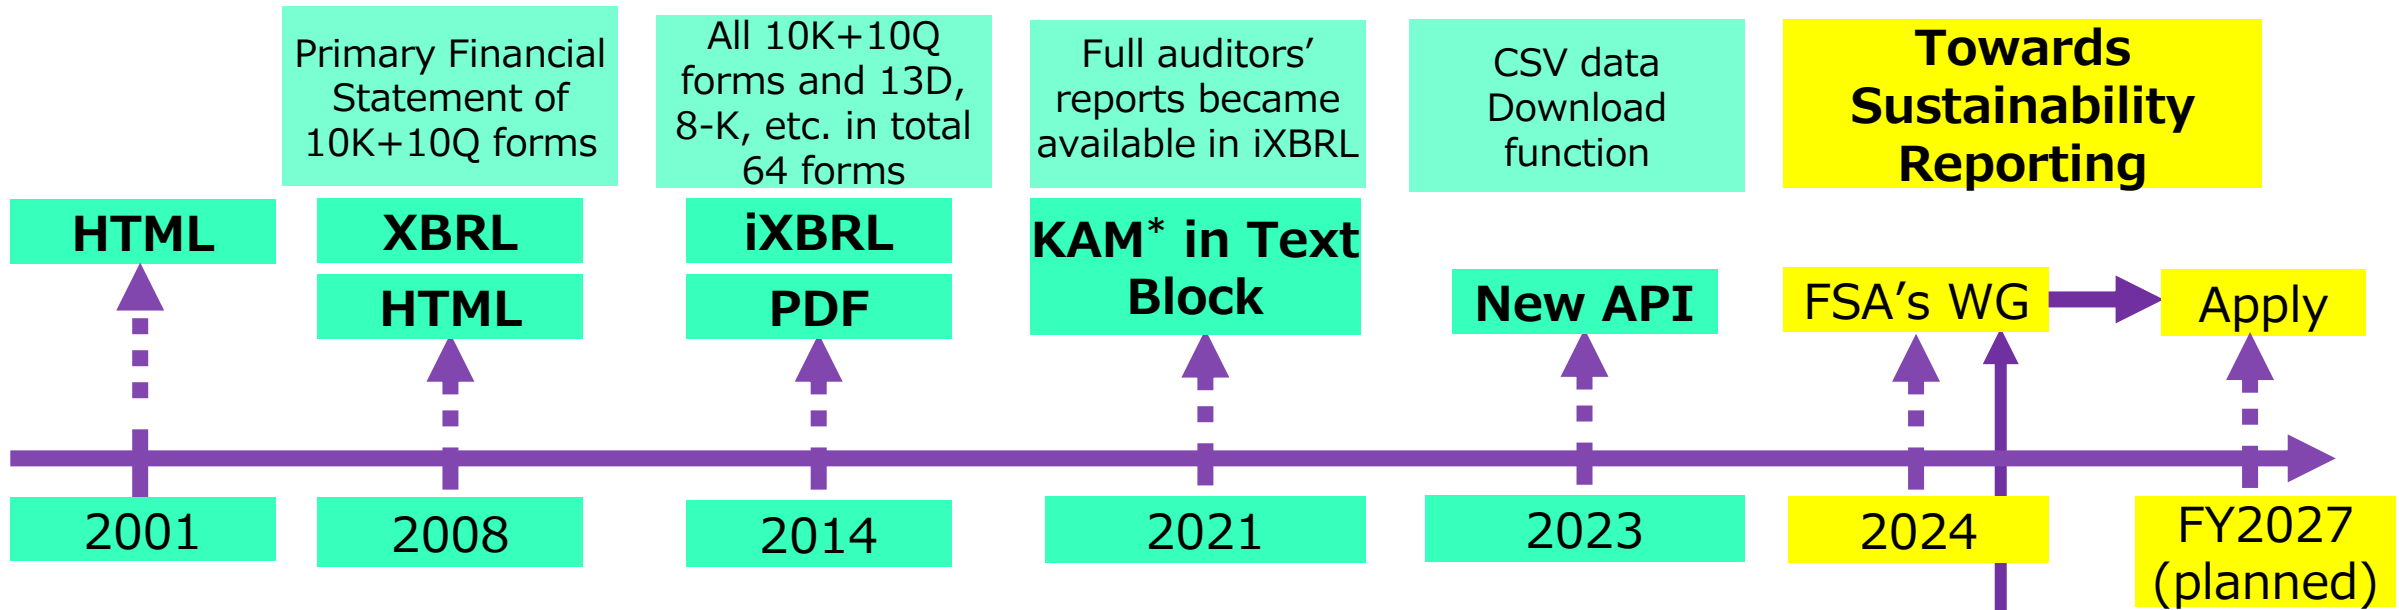 Primary Financial
Statement of
10K+10Q forms
All 10K+10Q
forms and 13D,
8-K, etc. in total
64 forms
Full auditors’
reports became
available in iXBRL
CSV data
Download
function
Towards
Sustainability
Reporting
HTML
XBRL
HTML
iXBRL
PDF
KAM* in Text
Block
New API
FSA’s WG
Apply
2001
2008
2014
2021
2023
2024
FY2027
(planned)